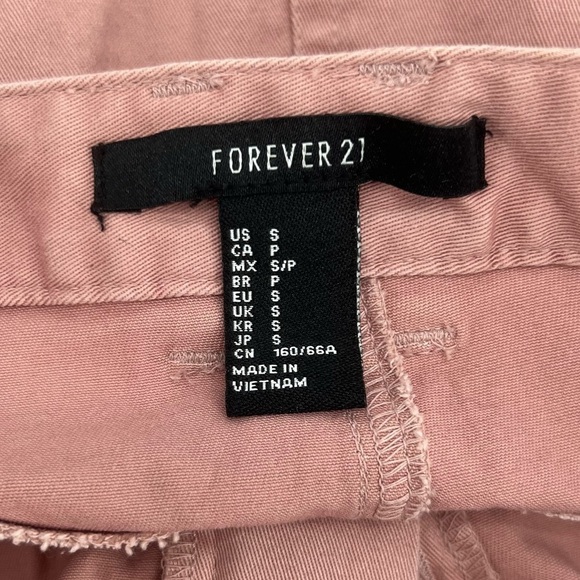 FOREVER 21
US S
CA P
MX S/P
BR P
EU S
UK S
KR S
JP S
CN 160/66A
MADE IN
VIETNAM